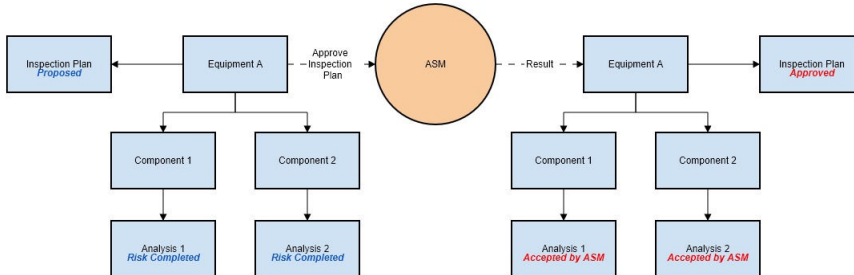 Inspection Plan
Proposed
Equipment A
Approve
Inspection
Plan
ASM
Result
Equipment A
Inspection Plan
Approved
Component 1
Component 2
Component 1
Component 2
Analysis 1
Risk Completed
Analysis 2
Risk Completed
Analysis 1
Accepted by ASM
Analysis 2
Accepted by ASM